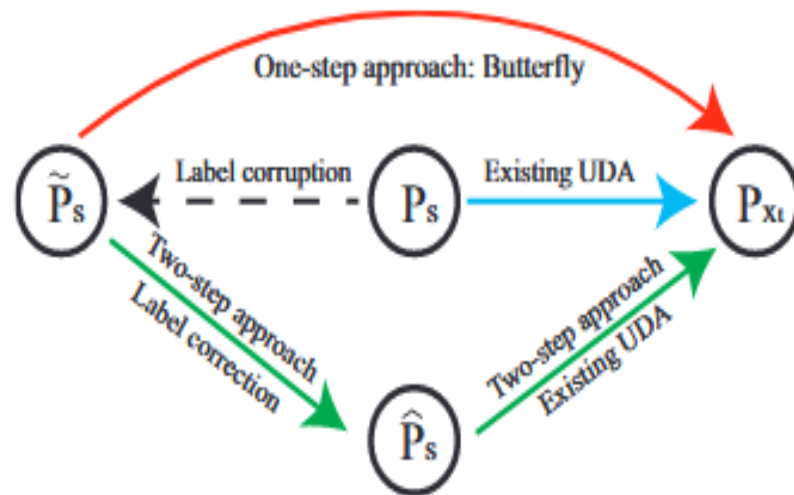 One-step approach: Butterfly
P̃s Label corruption Ps Existing UDA Pxt
Two-step approach
Label correction
Two-step approach
Existing UDA
P̂s